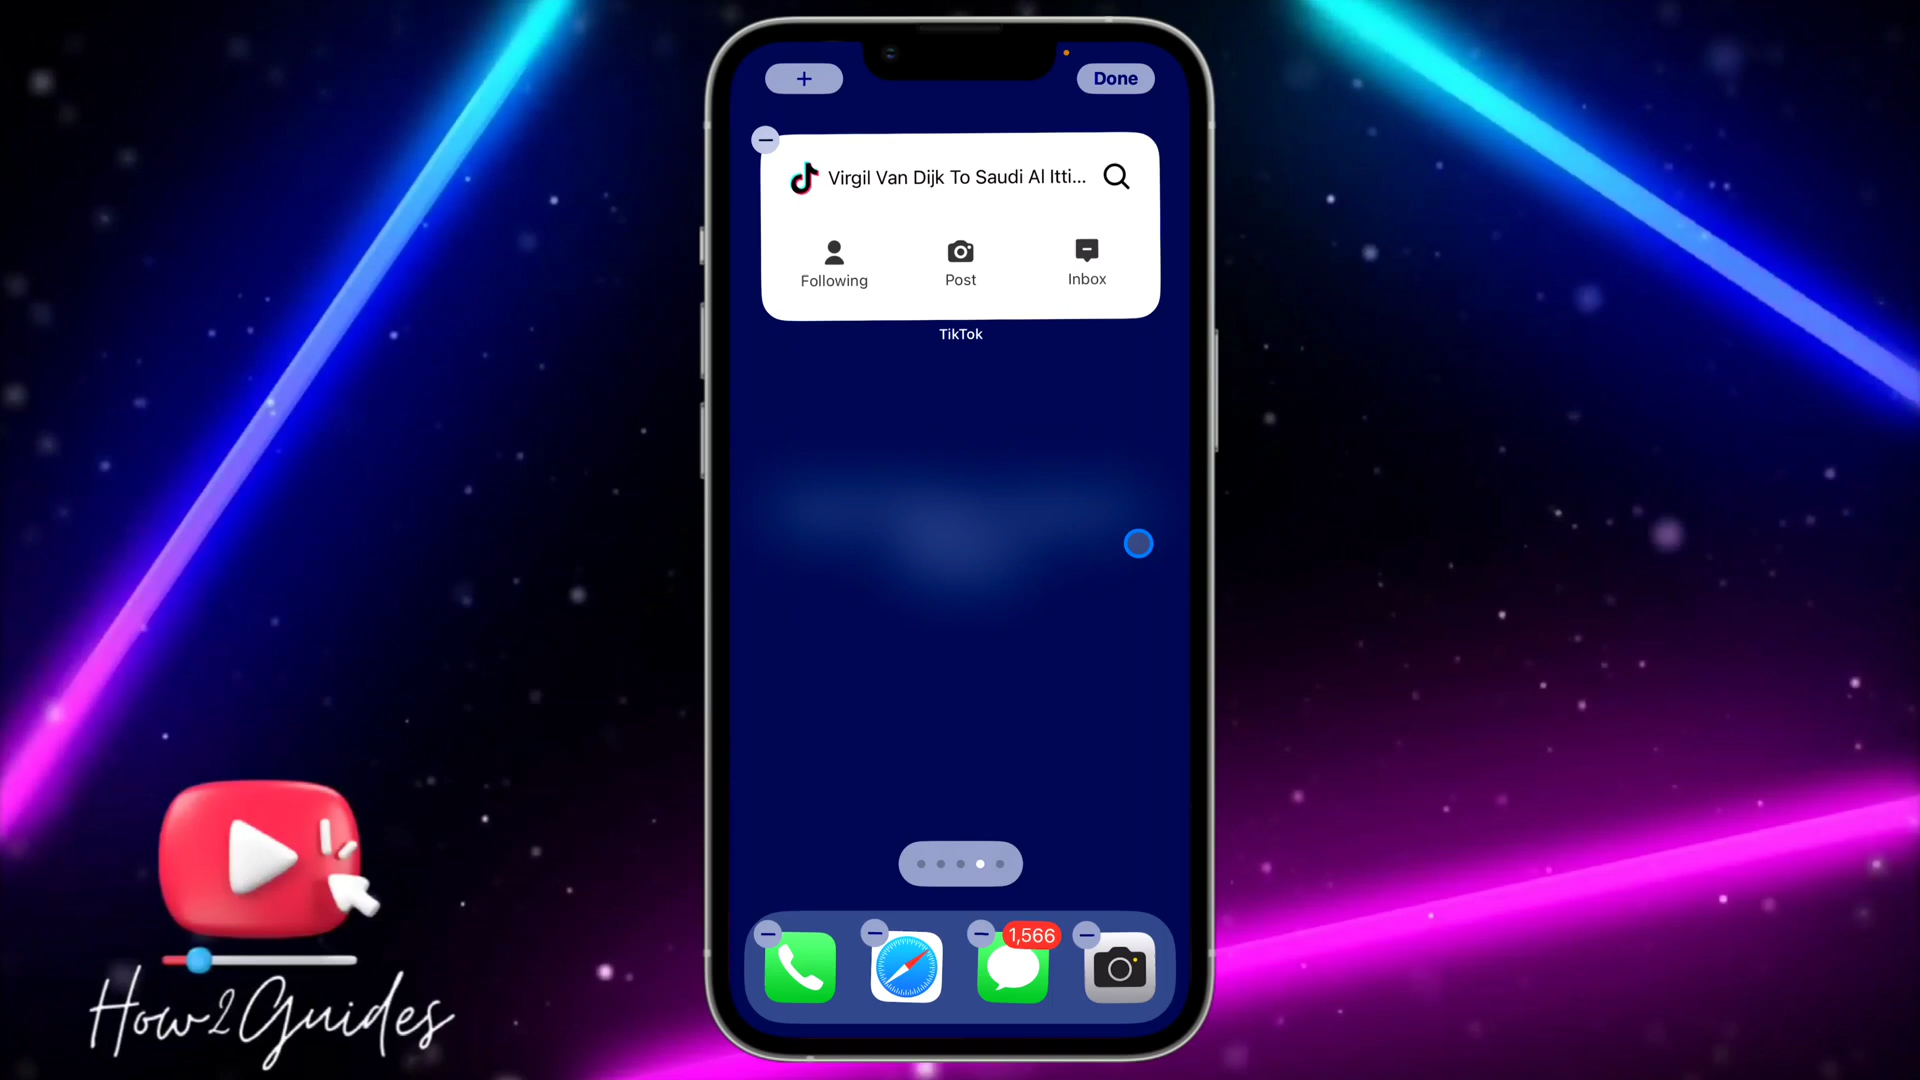 +
Done
Virgil Van Dijk To Saudi Al Itti...
Following
Post
Inbox
TikTok
1,566
How2Guides